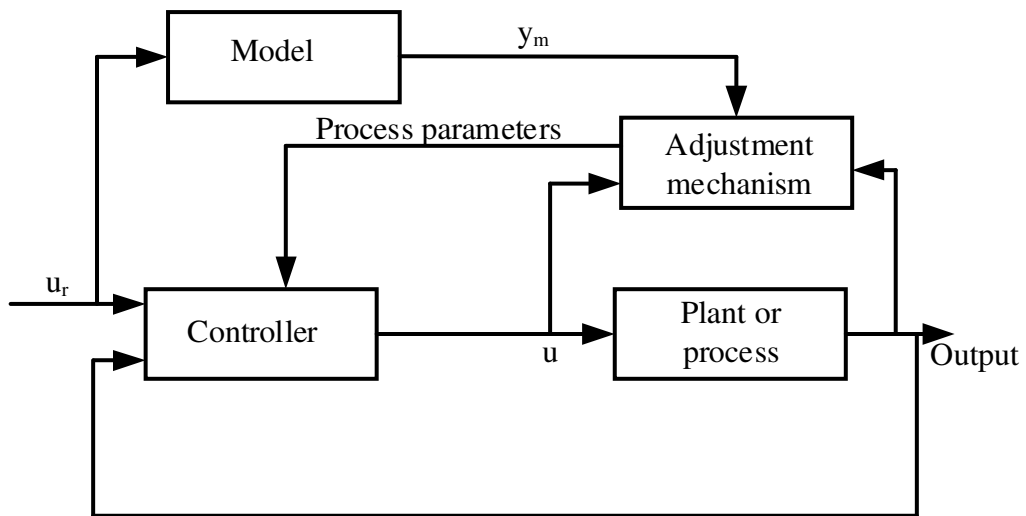 Model
yₘ
Process parameters
Adjustment
mechanism
uᵣ
Controller
u
Plant or
process
Output